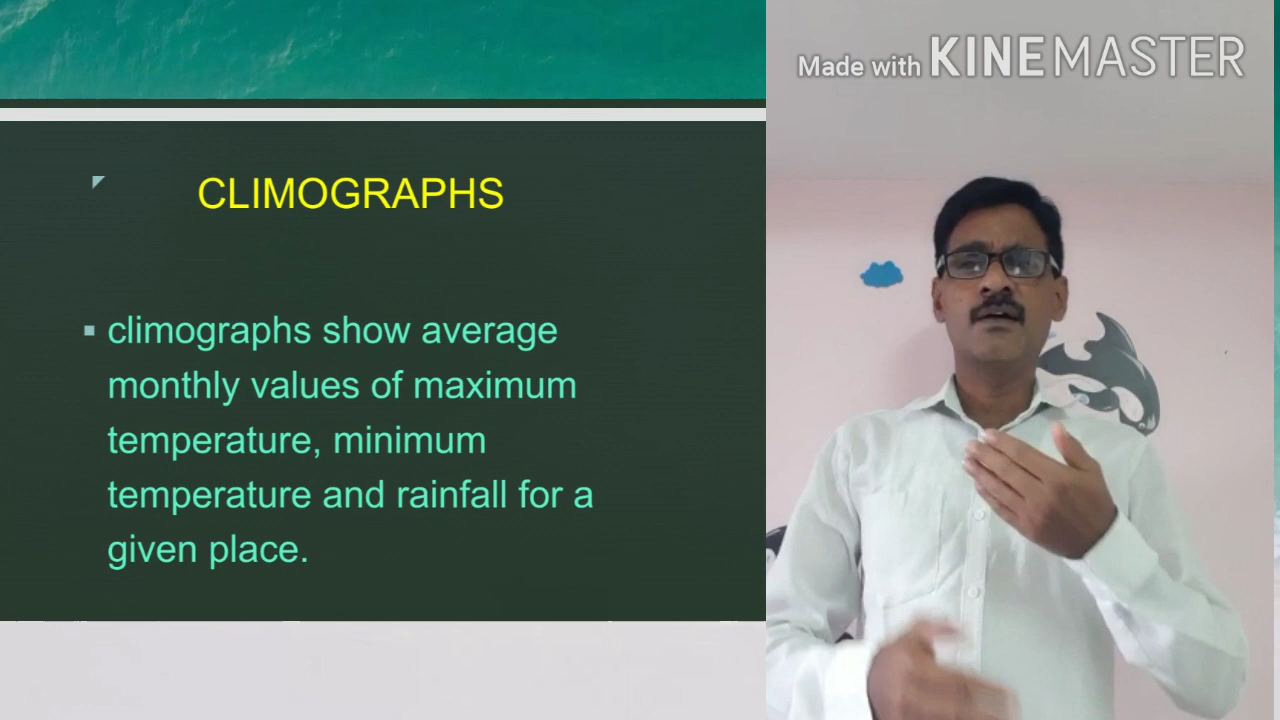 Made with KINEMASTER
CLIMOGRAPHS
climographs show average
monthly values of maximum
temperature, minimum
temperature and rainfall for a
given place.